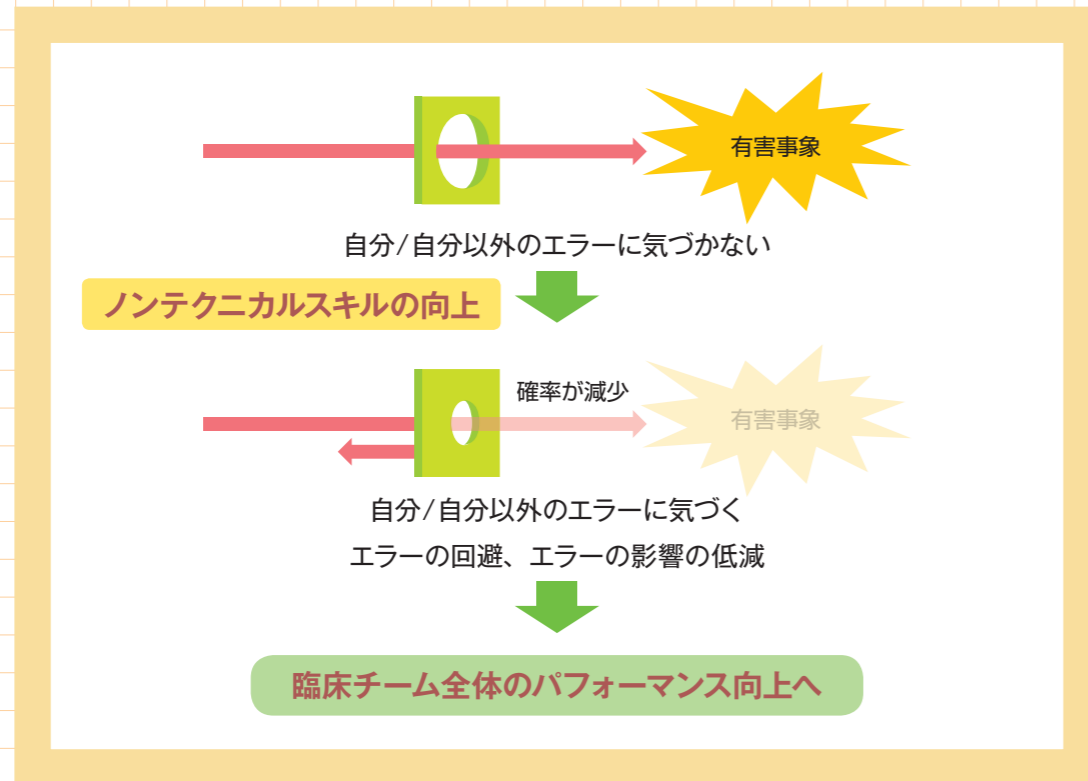 有害事象
自分/自分以外のエラーに気づかない
ノンテクニカルスキルの向上
確率が減少
有害事象
自分/自分以外のエラーに気づく
エラーの回避、エラーの影響の低減
臨床チーム全体のパフォーマンス向上へ